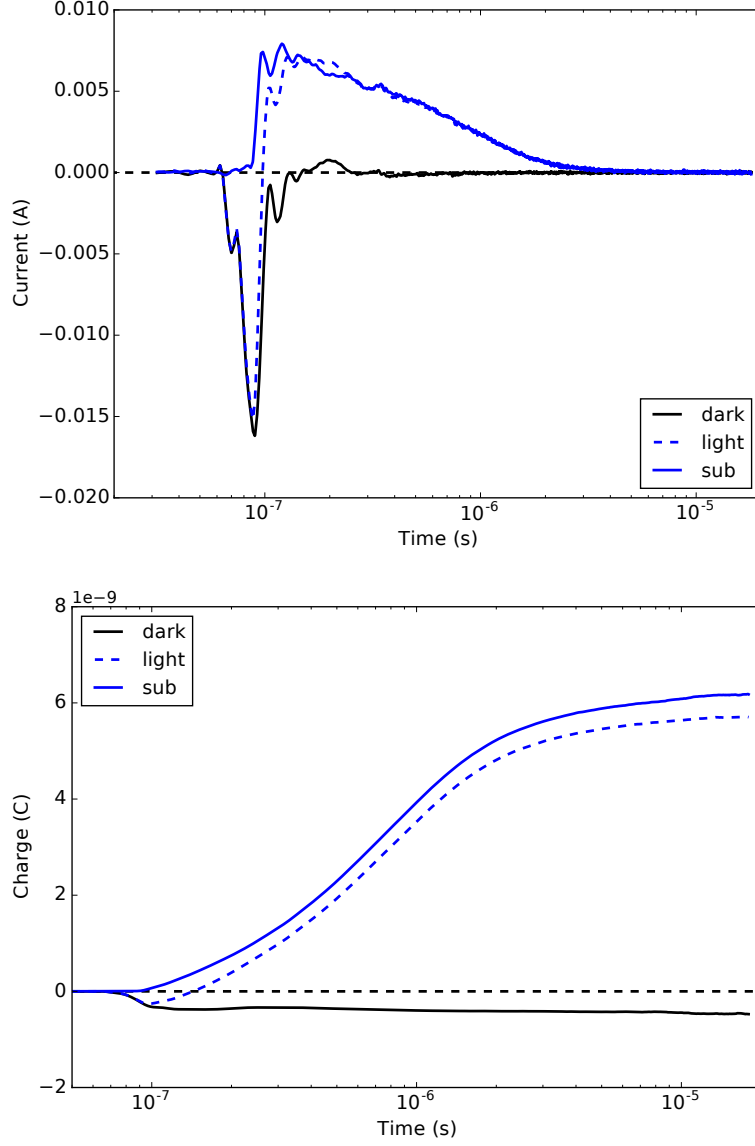 0.010
0.005
0.000
−0.005
−0.010
−0.015
−0.020
Current (A)
dark
light
sub
10⁻⁷
10⁻⁶
10⁻⁵
Time (s)
1e−9
8
6
4
2
0
−2
Charge (C)
dark
light
sub
10⁻⁷
10⁻⁶
10⁻⁵
Time (s)